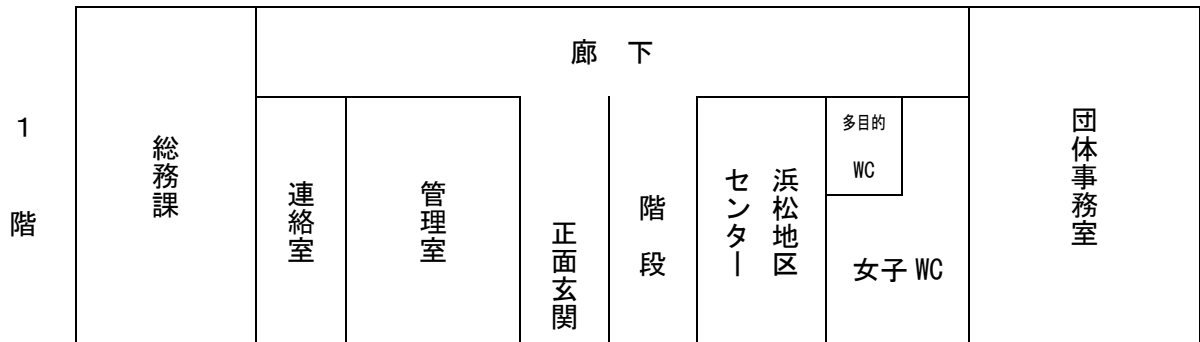 1階
総務課
廊 下
連絡室
管理室
正面玄関
階段
浜松地区
センター
多目的
WC
女子 WC
団体事務室